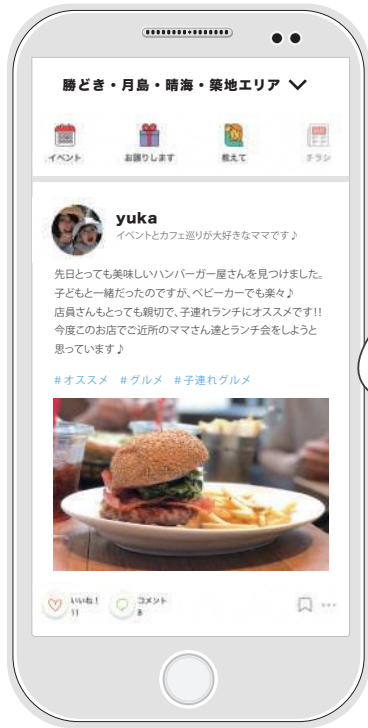 勝どき・月島・晴海・築地エリア
イベント お譲りします 教えて チラシ
yuka
イベントとカフェ巡りが大好きなママです♪
先日とっても美味しいハンバーガー屋さんを見つけました。
子どもと一緒だったのですが、ベビーカーでも楽々♪
店員さんもとっても親切で、子連れランチにオススメです!!
今度このお店でご近所のママさん達とランチ会をしようと
思っています♪
#オススメ #グルメ #子連れグルメ
いいね! コメント
11 8